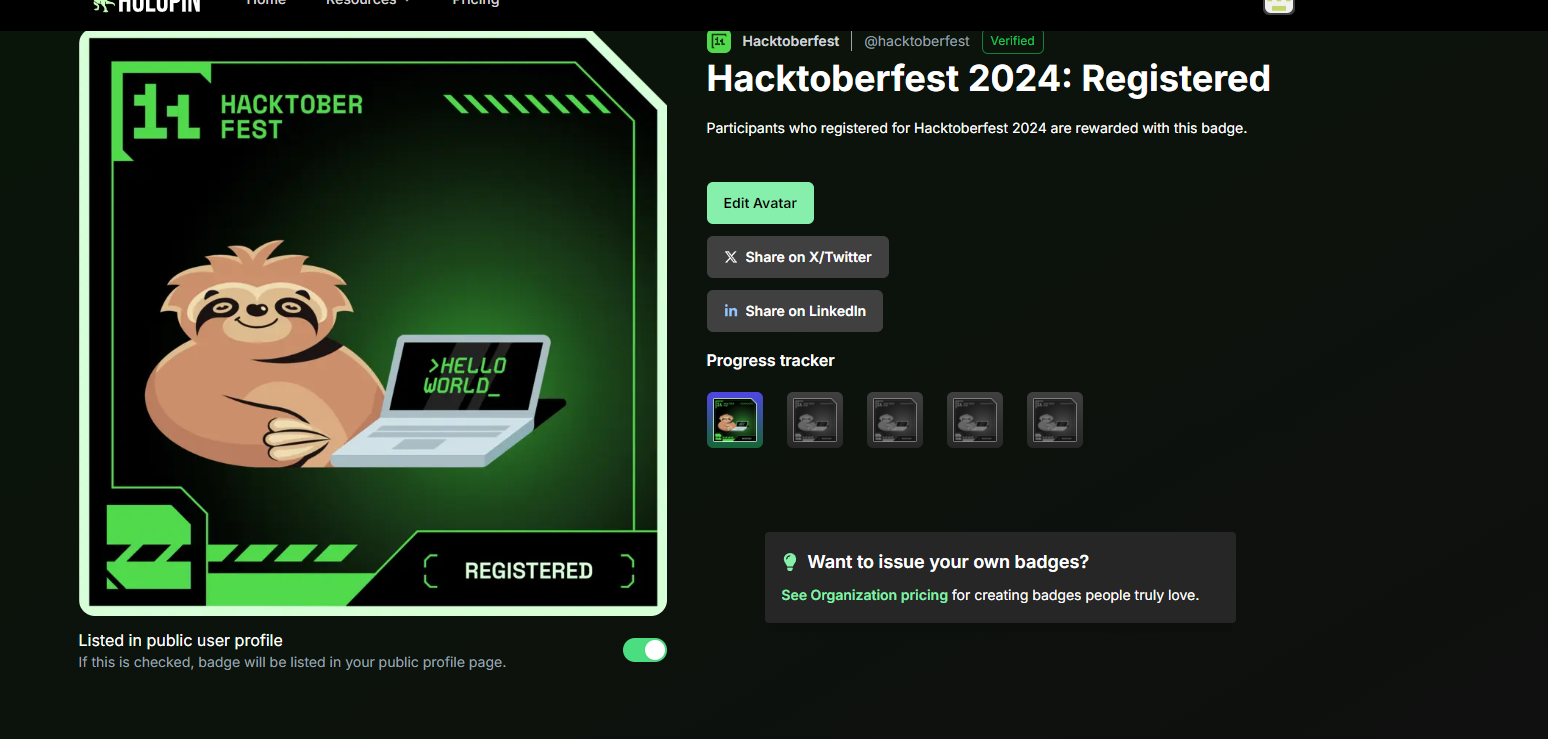 HOLOPIN
Home
Resources
Pricing
HACKTOBER
FEST
>HELLO
WORLD_
REGISTERED
Listed in public user profile
If this is checked, badge will be listed in your public profile page.
Hacktoberfest
@hacktoberfest
Verified
Hacktoberfest 2024: Registered
Participants who registered for Hacktoberfest 2024 are rewarded with this badge.
Edit Avatar
Share on X/Twitter
in Share on LinkedIn
Progress tracker
Want to issue your own badges?
See Organization pricing for creating badges people truly love.